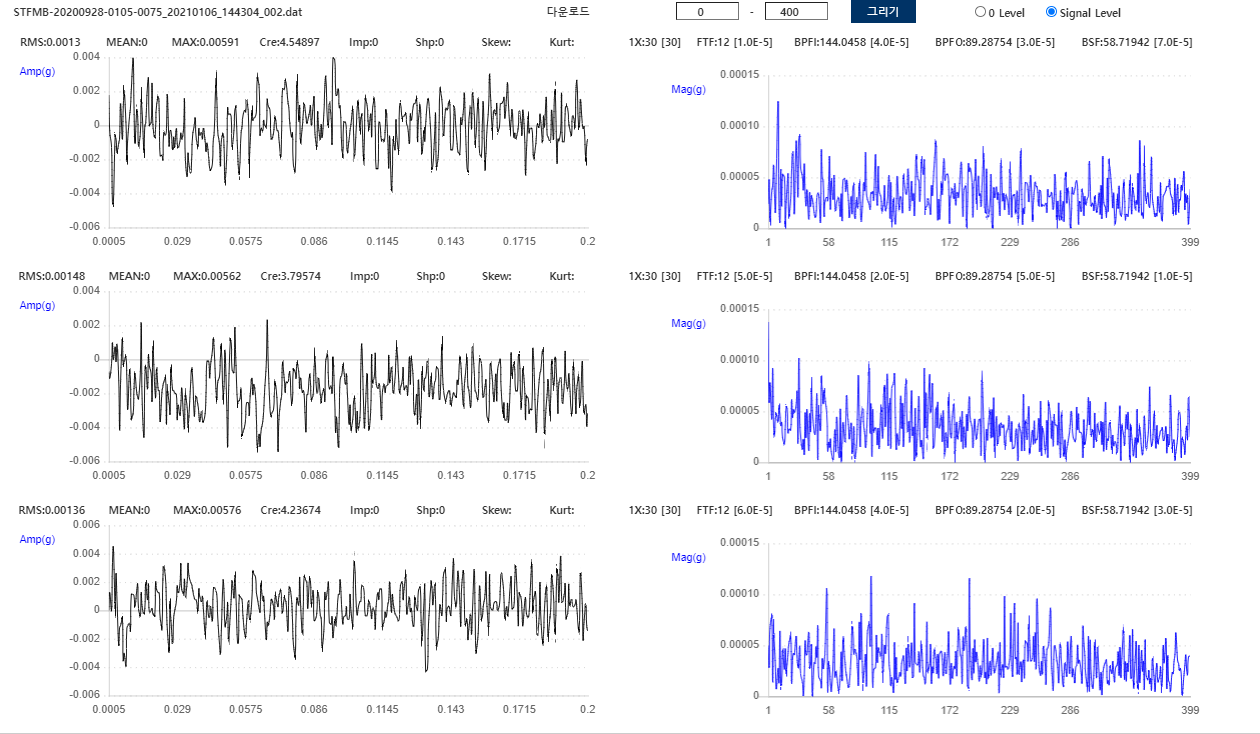 STFMB-20200928-0105-0075_20210106_144304_002.dat 다운로드 0 - 400 그리기 0 Level Signal Level
RMS:0.0013 MEAN:0 MAX:0.00591 Cre:4.54897 Imp:0 Shp:0 Skew: Kurt: 1X:30 [30] FTF:12 [1.0E-5] BPFI:144.0458 [4.0E-5] BPFO:89.28754 [3.0E-5] BSF:58.71942 [7.0E-5]
Amp(g)
0.004
0.002
0
-0.002
-0.004
-0.006
0.0005 0.029 0.0575 0.086 0.1145 0.143 0.1715 0.2
Mag(g)
0.00015
0.00010
0.00005
0
1 58 115 172 229 286 399
RMS:0.00148 MEAN:0 MAX:0.00562 Cre:3.79574 Imp:0 Shp:0 Skew: Kurt: 1X:30 [30] FTF:12 [5.0E-5] BPFI:144.0458 [2.0E-5] BPFO:89.28754 [5.0E-5] BSF:58.71942 [1.0E-5]
Amp(g)
0.004
0.002
0
-0.002
-0.004
-0.006
0.0005 0.029 0.0575 0.086 0.1145 0.143 0.1715 0.2
Mag(g)
0.00015
0.00010
0.00005
0
1 58 115 172 229 286 399
RMS:0.00136 MEAN:0 MAX:0.00576 Cre:4.23674 Imp:0 Shp:0 Skew: Kurt: 1X:30 [30] FTF:12 [6.0E-5] BPFI:144.0458 [4.0E-5] BPFO:89.28754 [2.0E-5] BSF:58.71942 [3.0E-5]
Amp(g)
0.006
0.004
0.002
0
-0.002
-0.004
-0.006
0.0005 0.029 0.0575 0.086 0.1145 0.143 0.1715 0.2
Mag(g)
0.00015
0.00010
0.00005
0
1 58 115 172 229 286 399